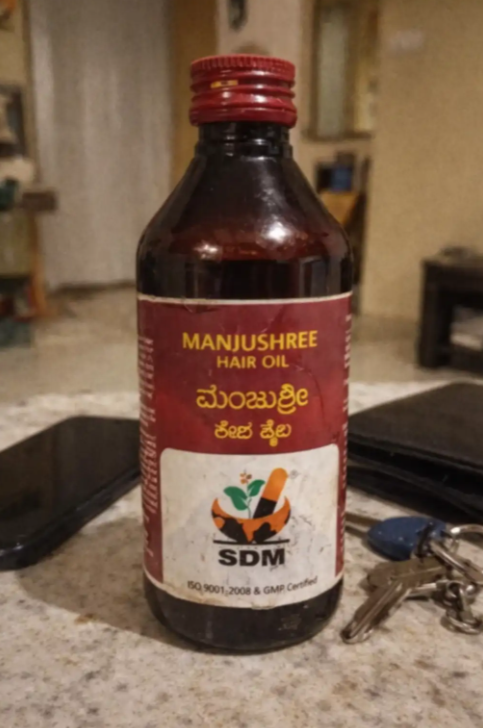 MANJUSHREE
HAIR OIL
ಮಂಜುಶ್ರೀ
ಕೇಶ ತೈಲ
SDM
ISO 9001:2008 & GMP Certified